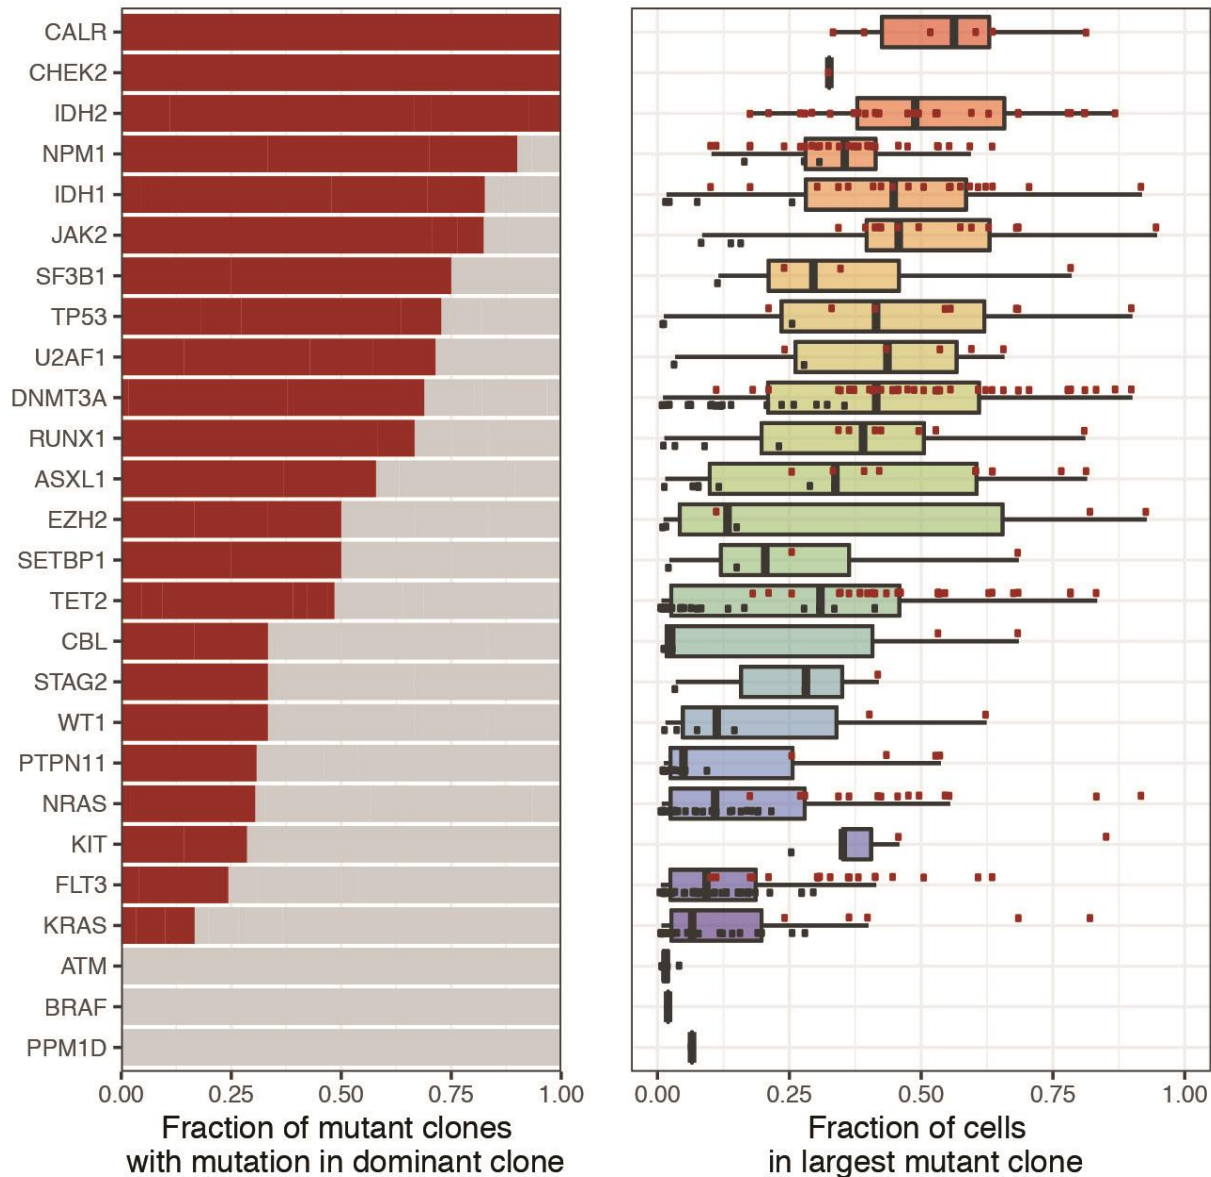 CALR
CHEK2
IDH2
NPM1
IDH1
JAK2
SF3B1
TP53
U2AF1
DNMT3A
RUNX1
ASXL1
EZH2
SETBP1
TET2
CBL
STAG2
WT1
PTPN11
NRAS
KIT
FLT3
KRAS
ATM
BRAF
PPM1D
0.00 0.25 0.50 0.75 1.00
Fraction of mutant clones
with mutation in dominant clone
0.00 0.25 0.50 0.75 1.00
Fraction of cells
in largest mutant clone